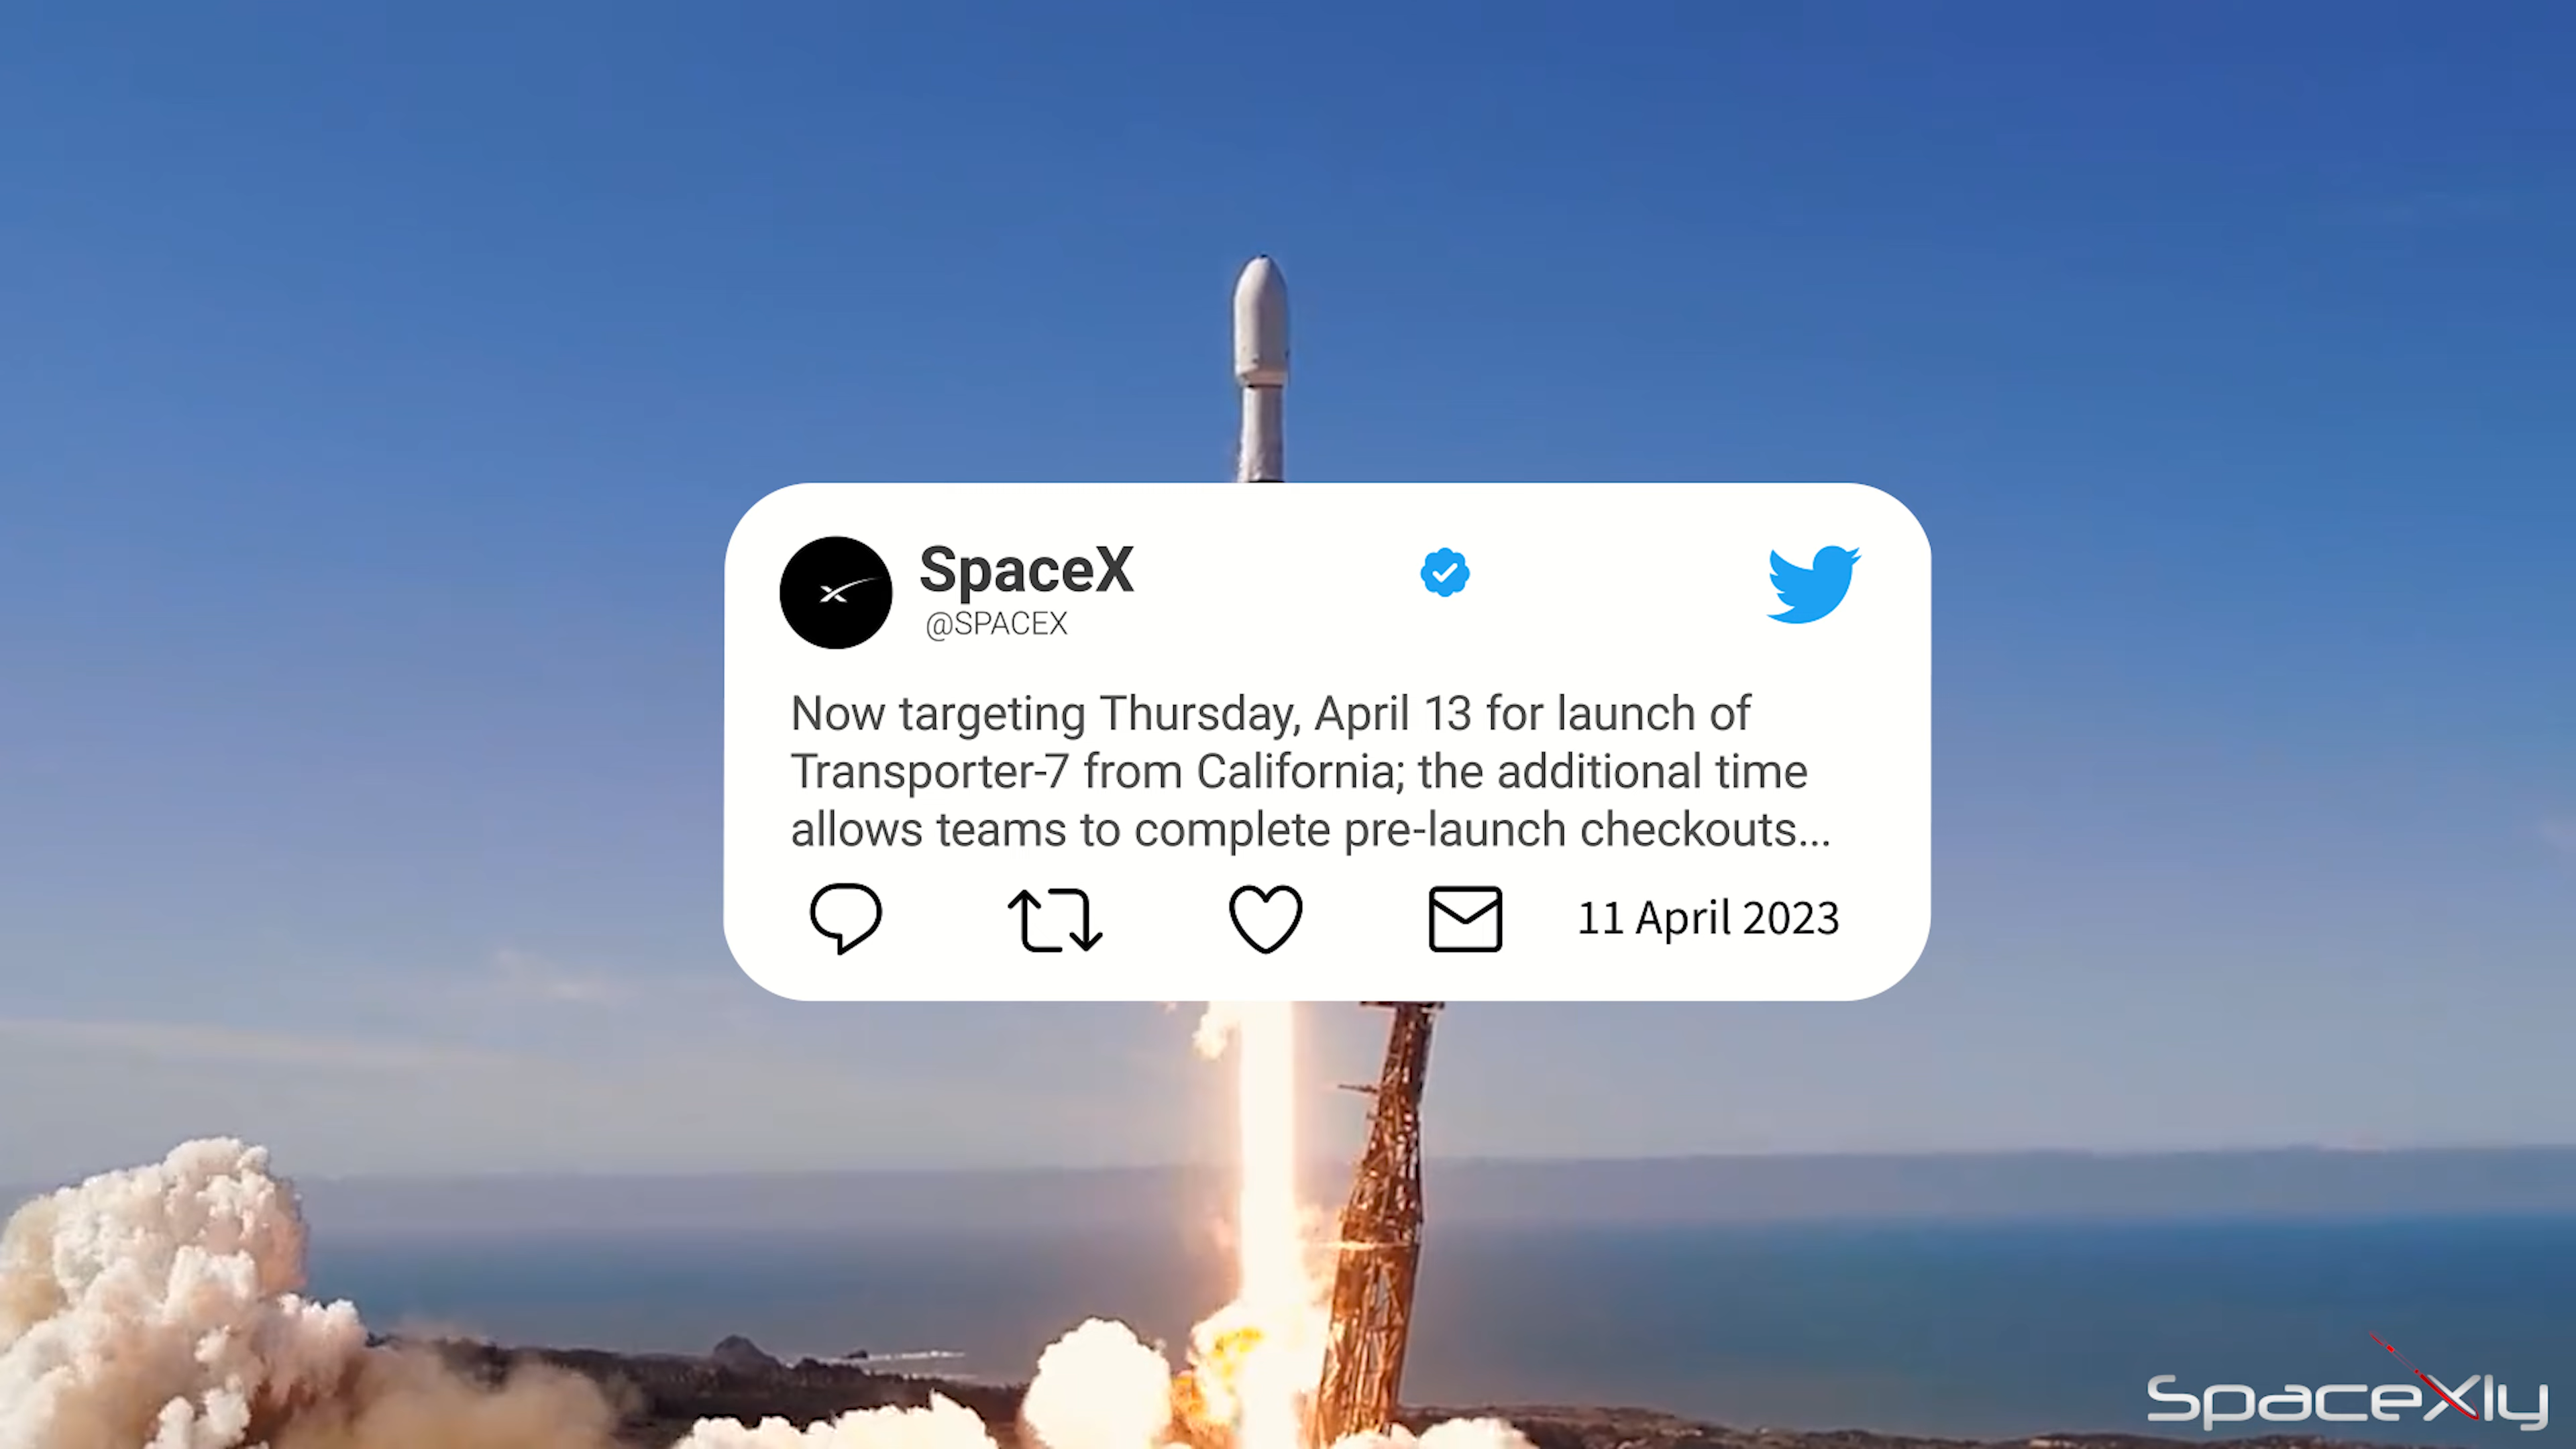 SpaceX
@SPACEX
Now targeting Thursday, April 13 for launch of
Transporter-7 from California; the additional time
allows teams to complete pre-launch checkouts...
11 April 2023
SpaceXly